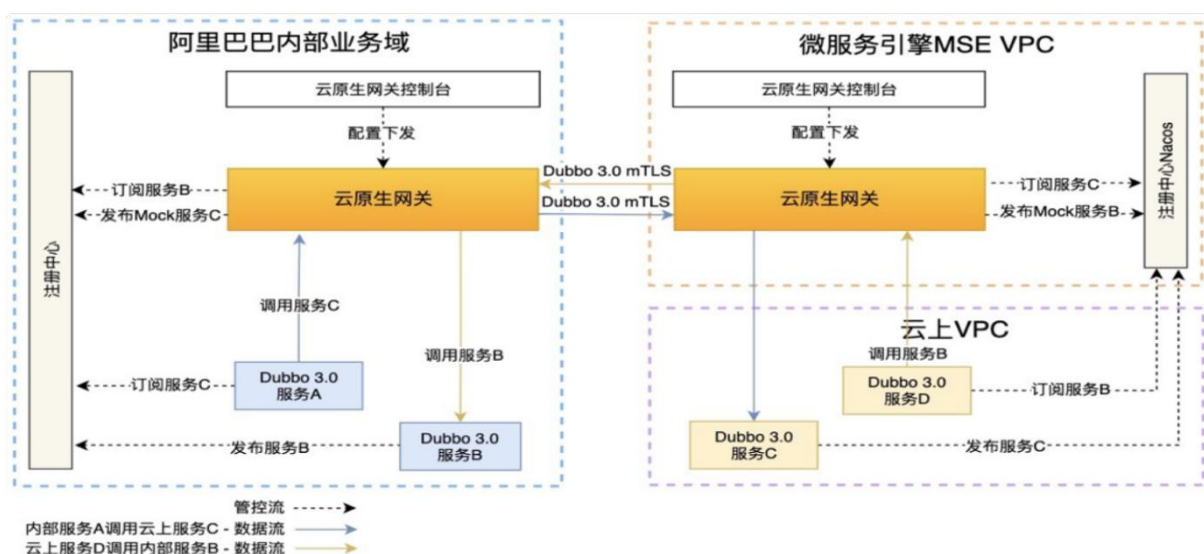 阿里巴巴内部业务域
微服务引擎MSE VPC
云原生网关控制台
云原生网关控制台
配置下发
配置下发
注册中心
云原生网关
Dubbo 3.0 mTLS
Dubbo 3.0 mTLS
云原生网关
注册中心Nacos
订阅服务B
发布Mock服务C
订阅服务C
发布Mock服务B
调用服务C
调用服务B
云上VPC
调用服务B
订阅服务C
Dubbo 3.0
服务A
Dubbo 3.0
服务D
订阅服务B
发布服务B
Dubbo 3.0
服务B
Dubbo 3.0
服务C
发布服务C
管控流
内部服务A调用云上服务C - 数据流
云上服务D调用内部服务B - 数据流